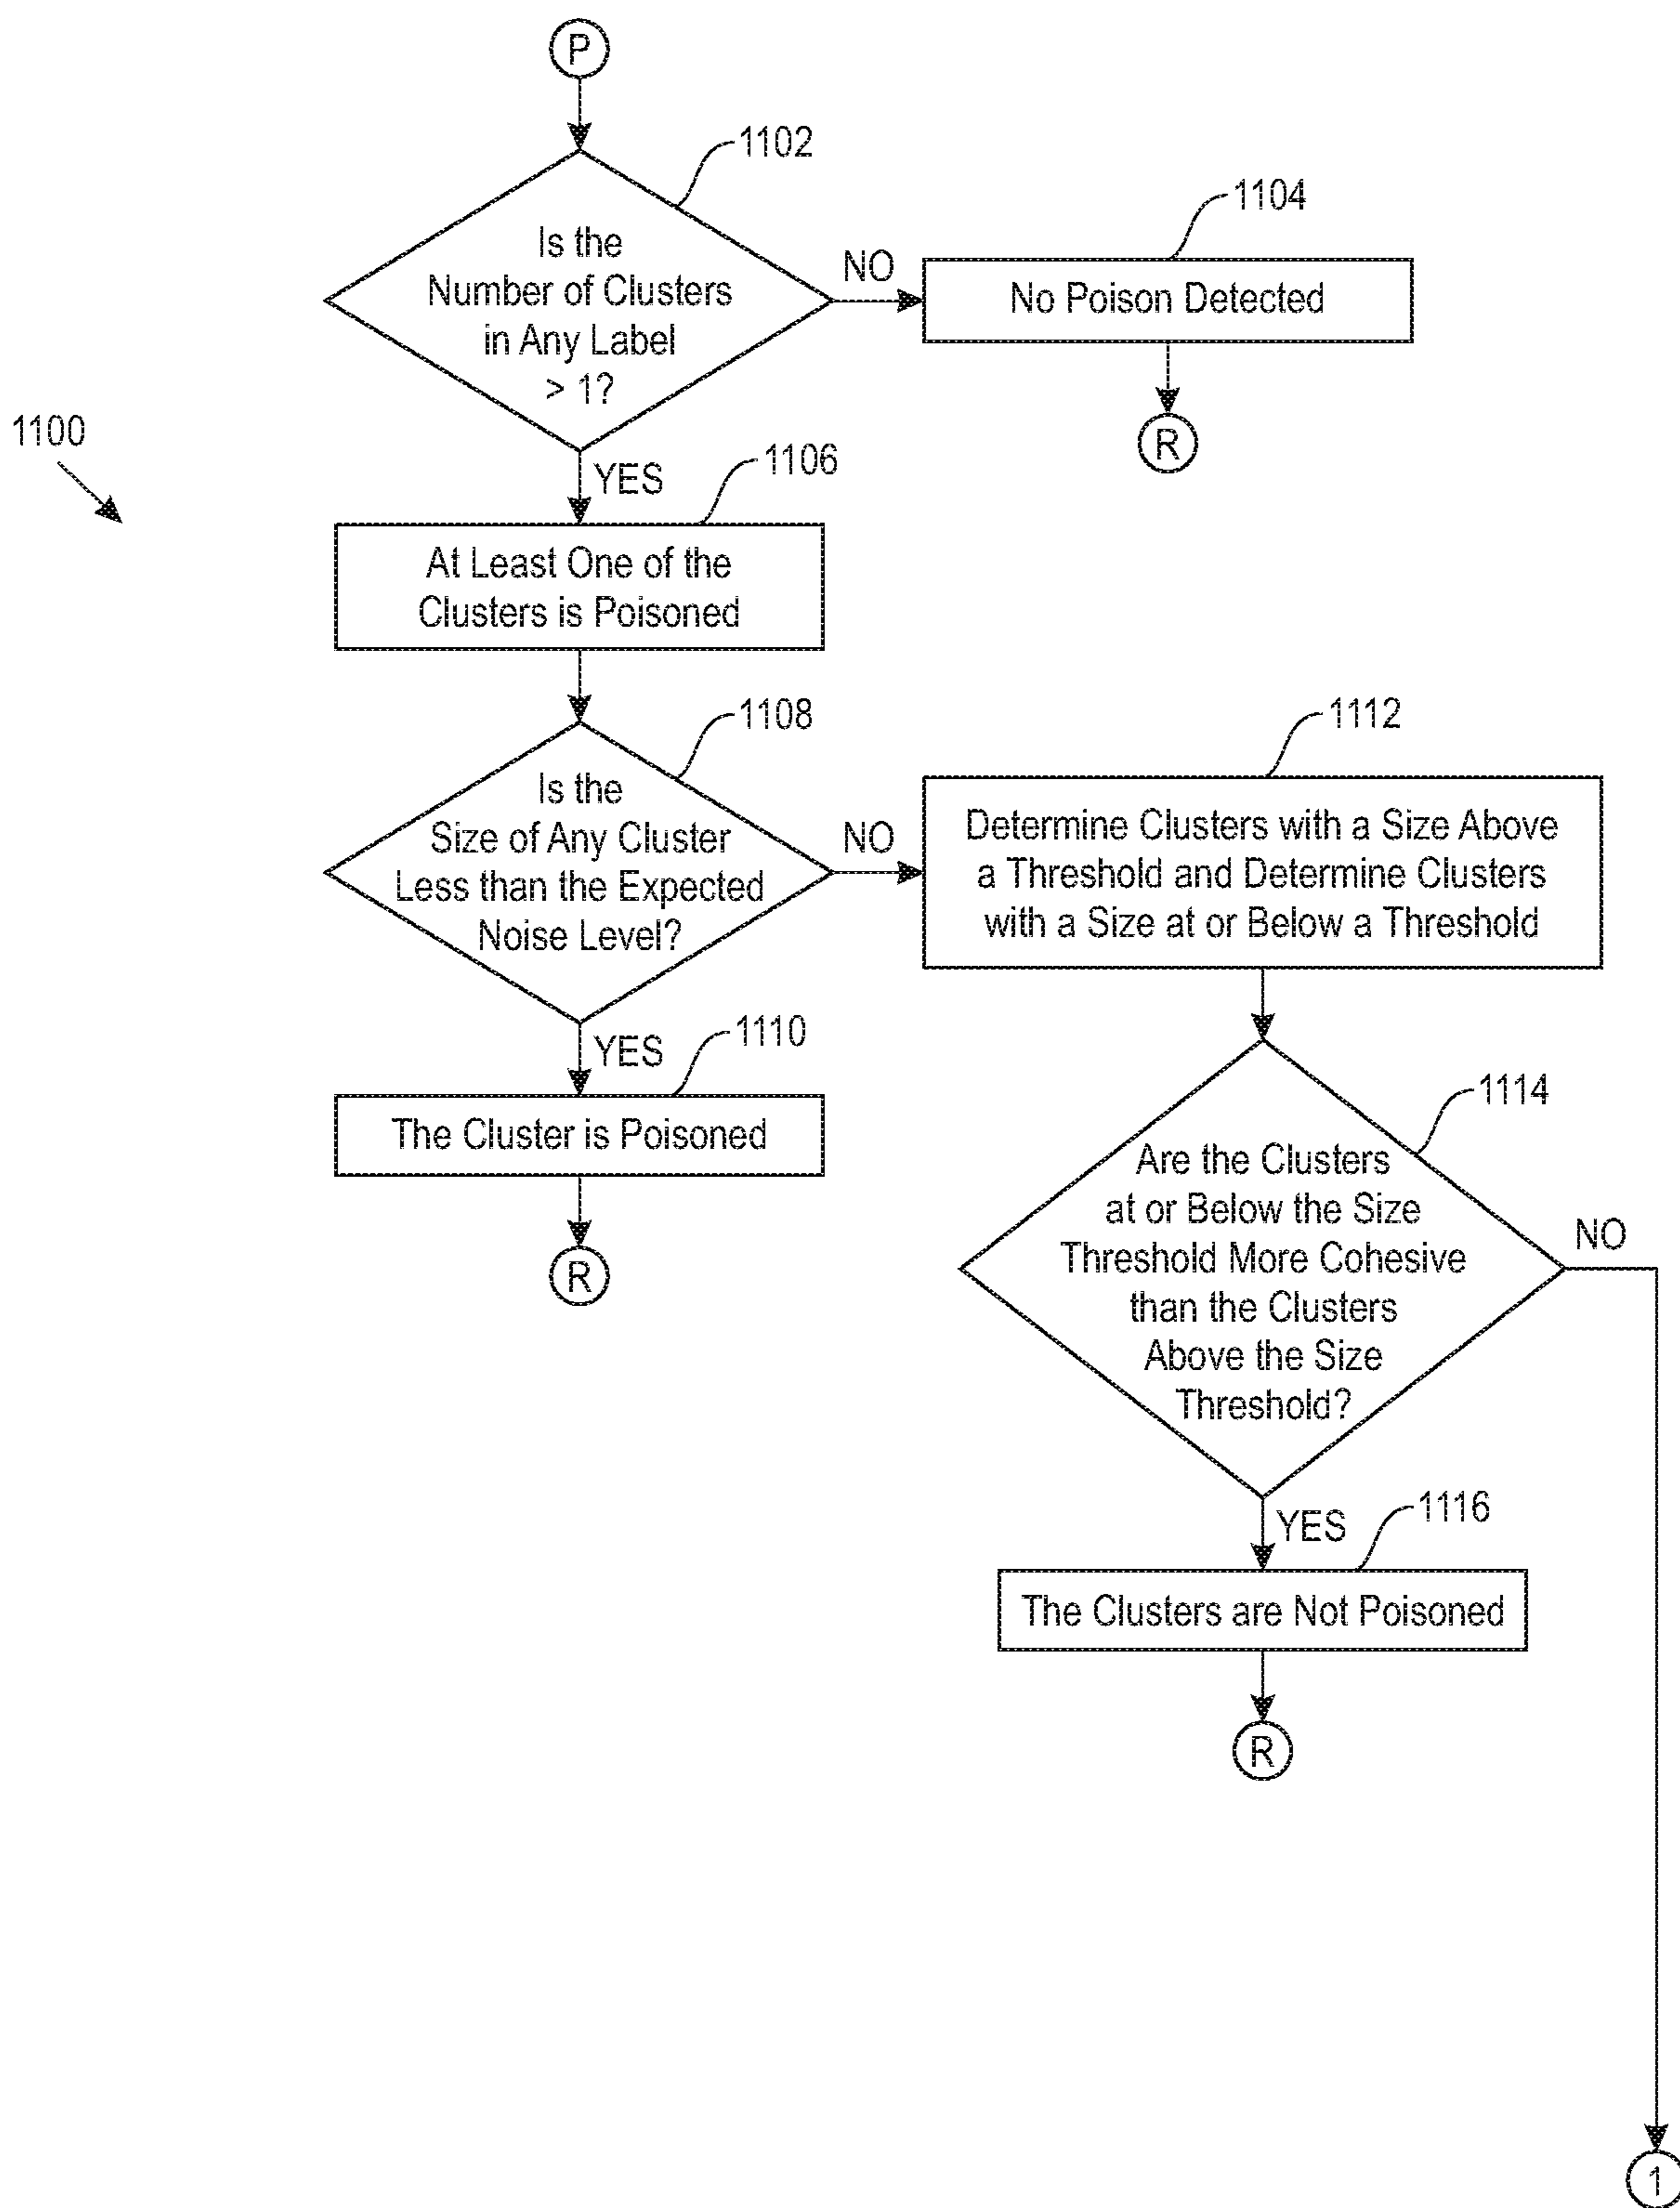 P
1102
Is the
Number of Clusters
in Any Label
> 1?
NO
1104
No Poison Detected
R
1100
YES
1106
At Least One of the
Clusters is Poisoned
1108
Is the
Size of Any Cluster
Less than the Expected
Noise Level?
NO
1112
Determine Clusters with a Size Above
a Threshold and Determine Clusters
with a Size at or Below a Threshold
YES
1110
The Cluster is Poisoned
R
1114
Are the Clusters
at or Below the Size
Threshold More Cohesive
than the Clusters
Above the Size
Threshold?
NO
YES
1116
The Clusters are Not Poisoned
R
1